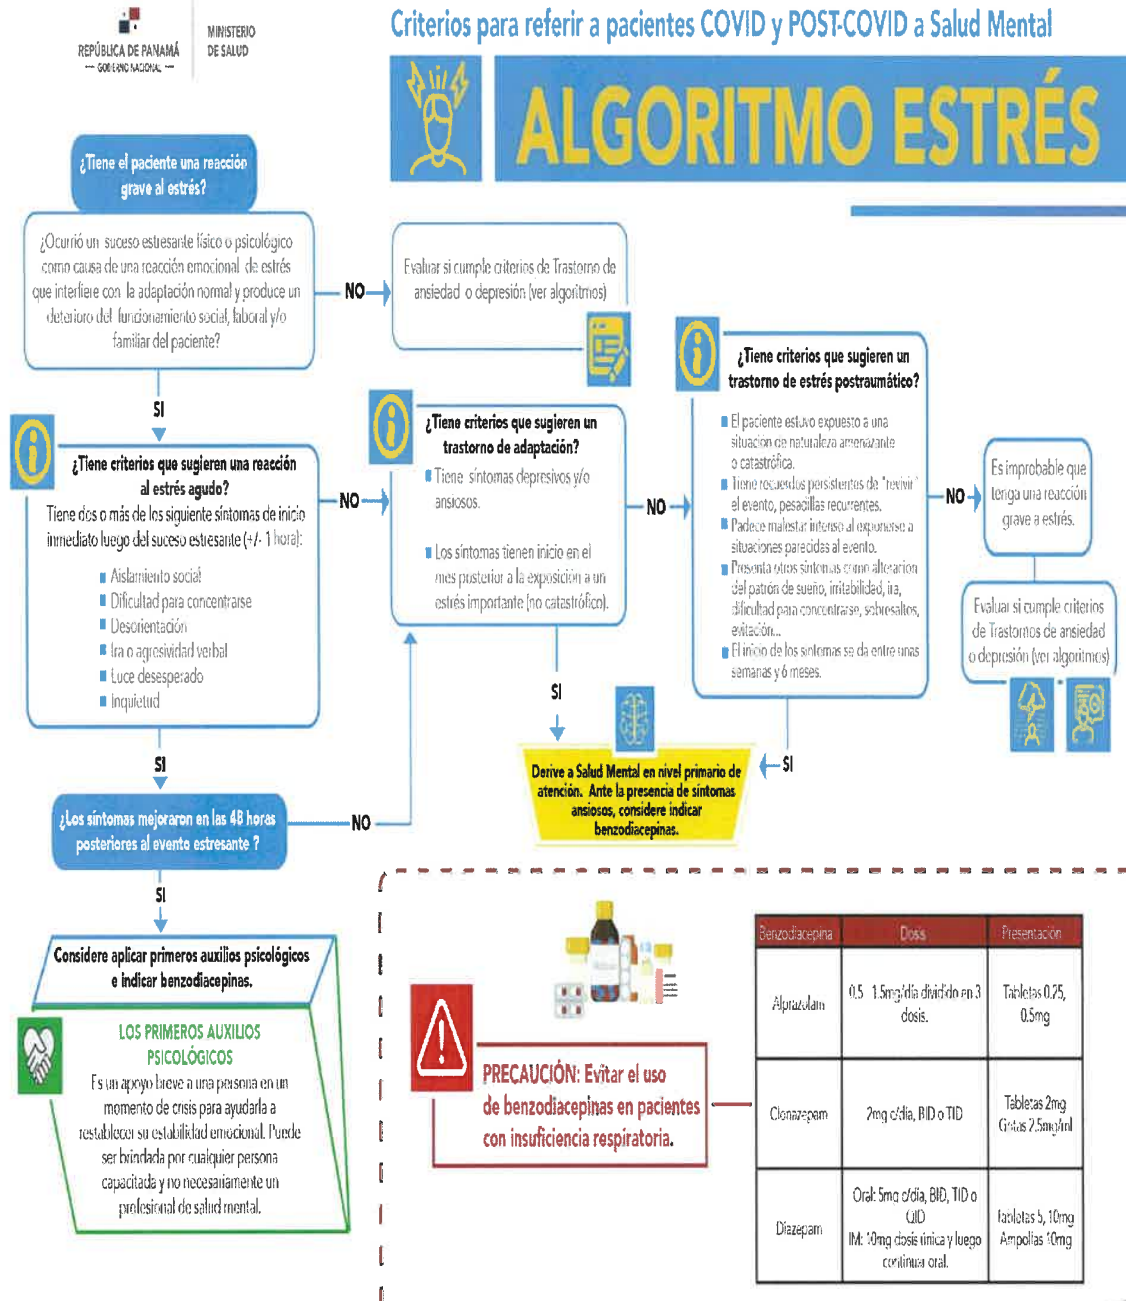 REPÚBLICA DE PANAMÁ
— GOBIERNO NACIONAL —
MINISTERIO
DE SALUD
Criterios para referir a pacientes COVID y POST-COVID a Salud Mental
ALGORITMO ESTRÉS
¿Tiene el paciente una reacción
grave al estrés?
¿Ocurrió un suceso estresante físico o psicológico
como causa de una reacción emocional de estrés
que interfiere con la adaptación normal y produce un
deterioro del funcionamiento social, laboral y/o
familiar del paciente?
NO
Evaluar si cumple criterios de Trastorno de
ansiedad o depresión (ver algoritmos)
SI
¿Tiene criterios que sugieren una reacción
al estrés agudo?
Tiene dos o más de los siguiente síntomas de inicio
inmediato luego del suceso estresante (+/- 1 hora):
Aislamiento social
Dificultad para concentrarse
Desorientación
Ira o agresividad verbal
Luce desesperado
Inquietud
NO
¿Tiene criterios que sugieren un
trastorno de adaptación?
Tiene síntomas depresivos y/o
ansiosos.
Los síntomas tienen inicio en el
mes posterior a la exposición a un
estrés importante (no catastrófico).
NO
¿Tiene criterios que sugieren un
trastorno de estrés postraumático?
El paciente estuvo expuesto a una
situación de naturaleza amenazante
o catastrófica.
Tiene recuerdos persistentes de "revivir"
el evento, pesadillas recurrentes.
Padece malestar intenso al exponerse a
situaciones parecidas al evento.
Presenta otros síntomas como alteración
del patrón de sueño, irritabilidad, ira,
dificultad para concentrarse, sobresaltos,
evitación...
El inicio de los síntomas se da entre unas
semanas y 6 meses.
NO
Es improbable que
tenga una reacción
grave a estrés.
Evaluar si cumple criterios
de Trastornos de ansiedad
o depresión (ver algoritmos)
SI
SI
Derive a Salud Mental en nivel primario de
atención. Ante la presencia de síntomas
ansiosos, considere indicar
benzodiacepinas.
SI
¿Los síntomas mejoraron en las 48 horas
posteriores al evento estresante ?
NO
SI
Considere aplicar primeros auxilios psicológicos
e indicar benzodiacepinas.
LOS PRIMEROS AUXILIOS
PSICOLÓGICOS
Es un apoyo breve a una persona en un
momento de crisis para ayudarla a
restablecer su estabilidad emocional. Puede
ser brindada por cualquier persona
capacitada y no necesariamente un
profesional de salud mental.
PRECAUCIÓN: Evitar el uso
de benzodiacepinas en pacientes
con insuficiencia respiratoria.
Benzodiacepina Dosis Presentación
Alprazolam 0.5 - 1.5mg/día dividido en 3 dosis. Tabletas 0.25, 0.5mg
Clonazepam 2mg c/día, BID o TID Tabletas 2mg Gotas 2.5mg/ml
Diazepam Oral: 5mg c/día, BID, TID o QID IM: 10mg dosis única y luego continuar oral. Tabletas 5, 10mg Ampollas 10mg